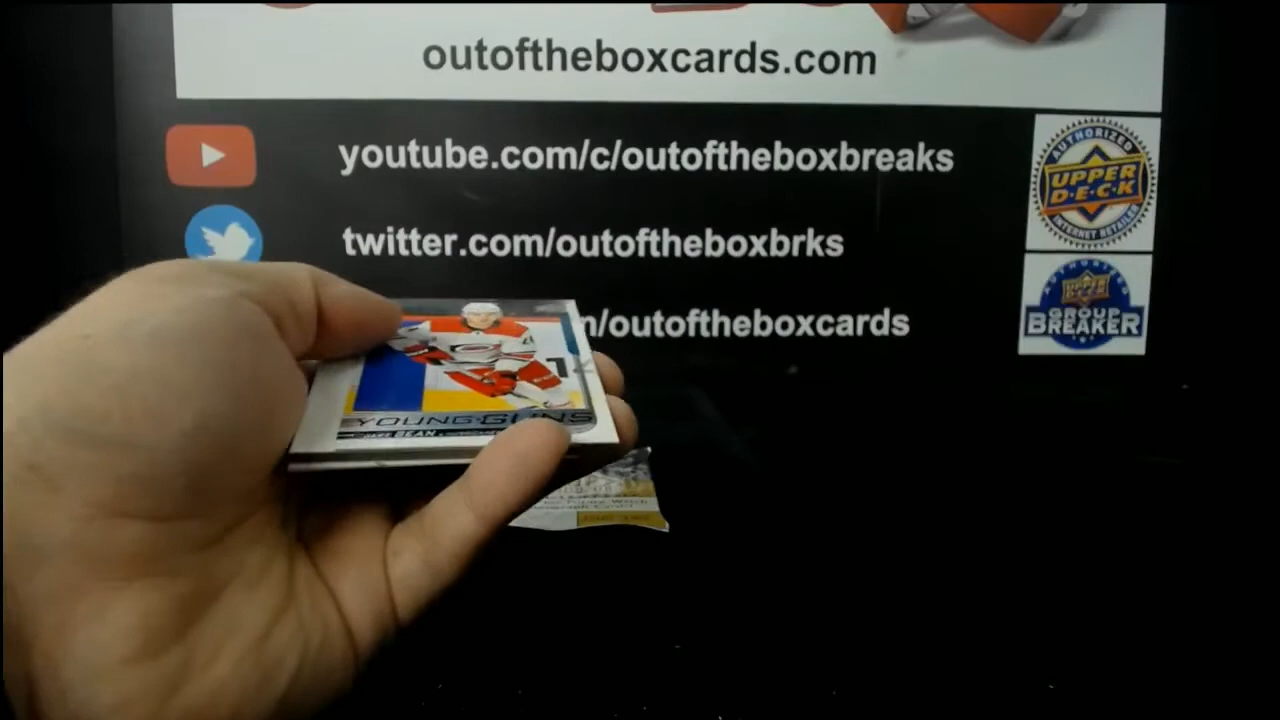 outoftheboxcards.com
youtube.com/c/outoftheboxbreaks
twitter.com/outoftheboxbrks
n/outoftheboxcards
AUTHORIZED
UPPER
D·E·C·K
INTERNET RETAILER
AUTHORIZED
UPPER
DECK
GROUP
BREAKER
YOUNG GUNS
BEAN